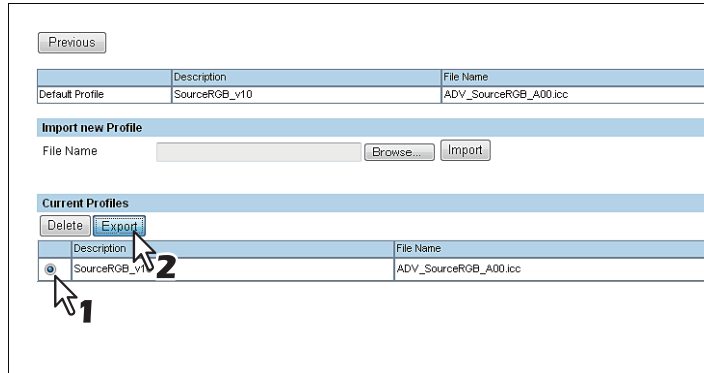 Previous
Description File Name
Default Profile SourceRGB_v10 ADV_SourceRGB_A00.icc
Import new Profile
File Name Browse... Import
Current Profiles
Delete Export
Description File Name
SourceRGB_v10 ADV_SourceRGB_A00.icc
2
1